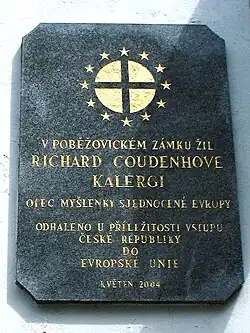 V POBĚŽOVICKÉM ZÁMKU ŽIL
RICHARD COUDENHOVE
KALERGI
OTEC MYŠLENKY SJEDNOCENÉ EVROPY
ODHALENO U PŘÍLEŽITOSTI VSTUPU
ČESKÉ REPUBLIKY
DO
EVROPSKÉ UNIE
KVĚTEN 2004